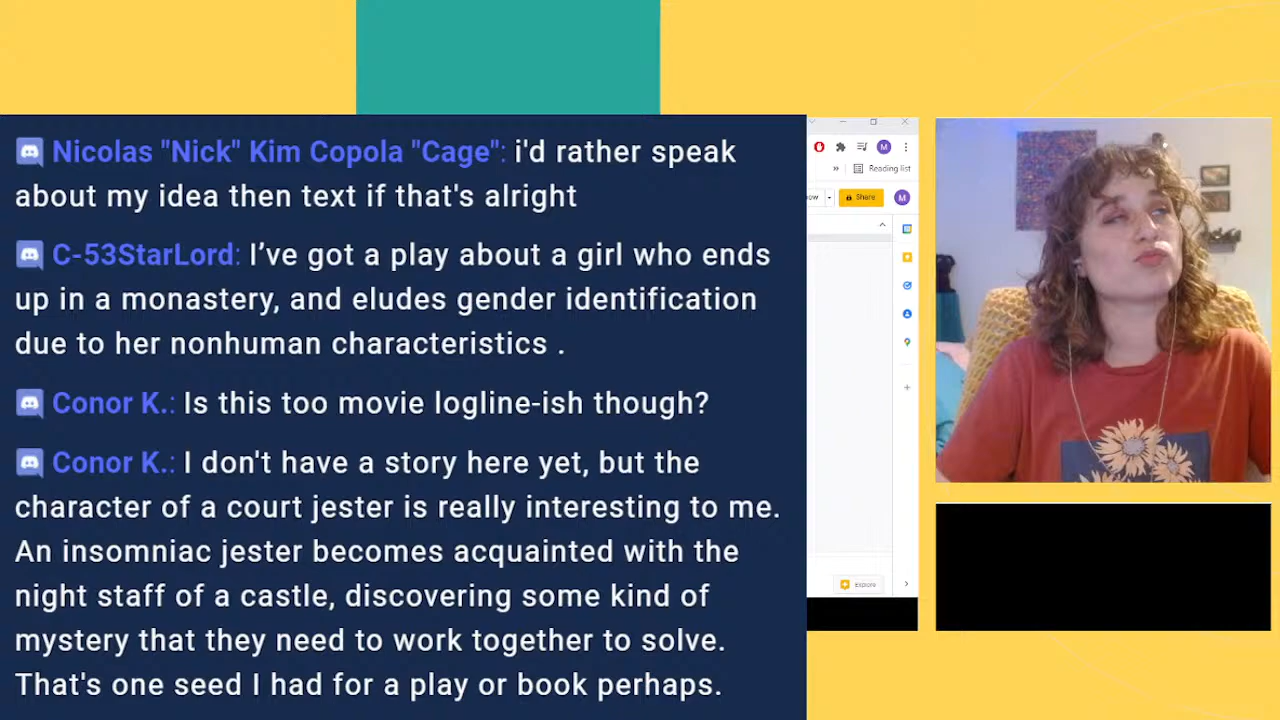 Nicolas "Nick" Kim Copola "Cage": i'd rather speak
about my idea then text if that's alright
C-53StarLord: I’ve got a play about a girl who ends
up in a monastery, and eludes gender identification
due to her nonhuman characteristics .
Conor K.: Is this too movie logline-ish though?
Conor K.: I don't have a story here yet, but the
character of a court jester is really interesting to me.
An insomniac jester becomes acquainted with the
night staff of a castle, discovering some kind of
mystery that they need to work together to solve.
That's one seed I had for a play or book perhaps.
M
Reading list
Share
M
Explore